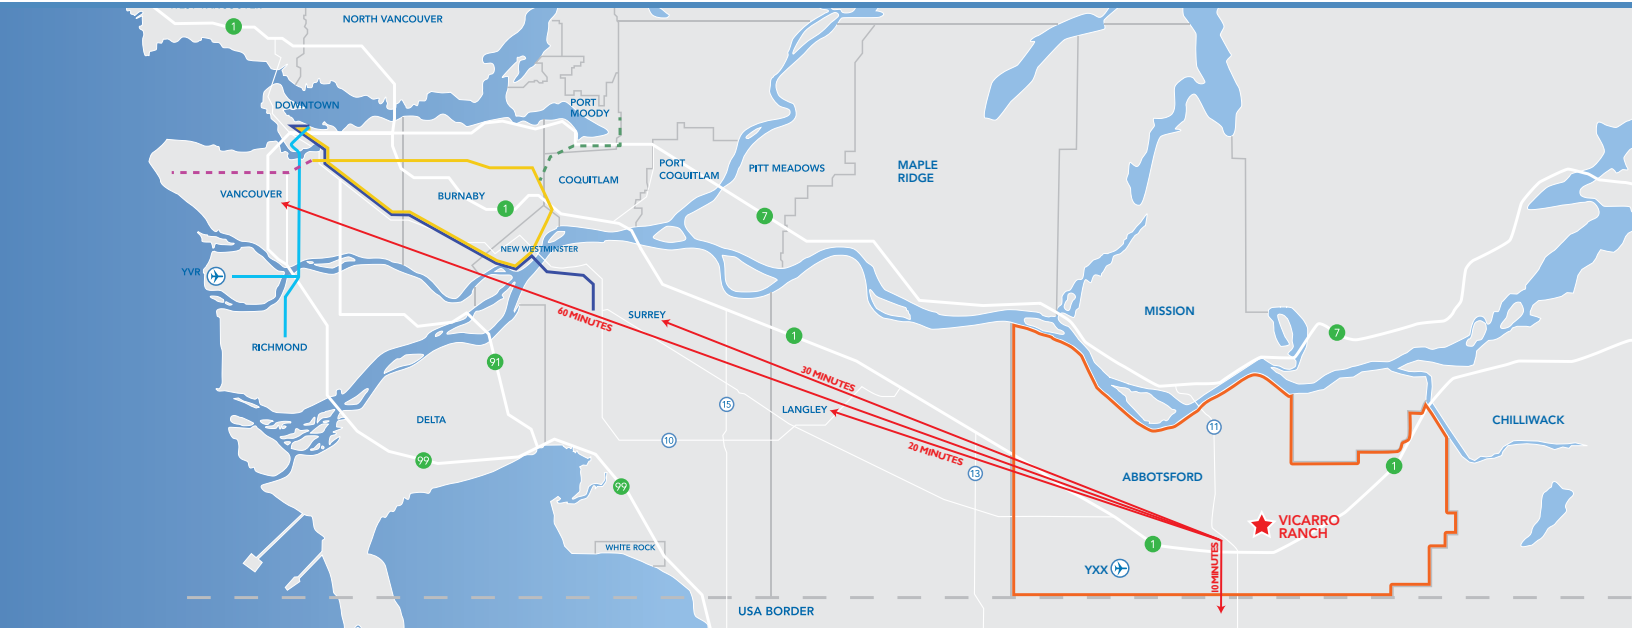 NORTH VANCOUVER
1
DOWNTOWN
PORT
MOODY
VANCOUVER
BURNABY
1
COQUITLAM
PORT
COQUITLAM
PITT MEADOWS
MAPLE
RIDGE
7
NEW WESTMINSTER
YVR
RICHMOND
60 MINUTES
SURREY
1
MISSION
7
91
30 MINUTES
15
LANGLEY
DELTA
10
20 MINUTES
11
CHILLIWACK
99
13
ABBOTSFORD
1
99
VICARRO
RANCH
WHITE ROCK
1
YXX
10 MINUTES
USA BORDER